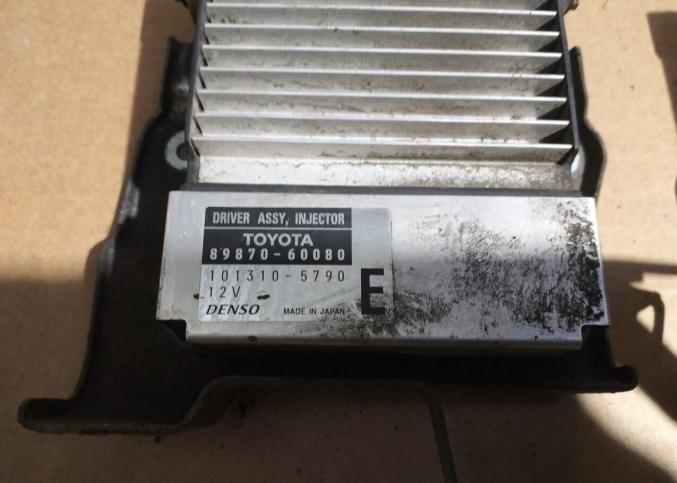 DRIVER ASSY, INJECTOR
TOYOTA
89870-60080
101310-5790
12V
E
DENSO MADE IN JAPAN